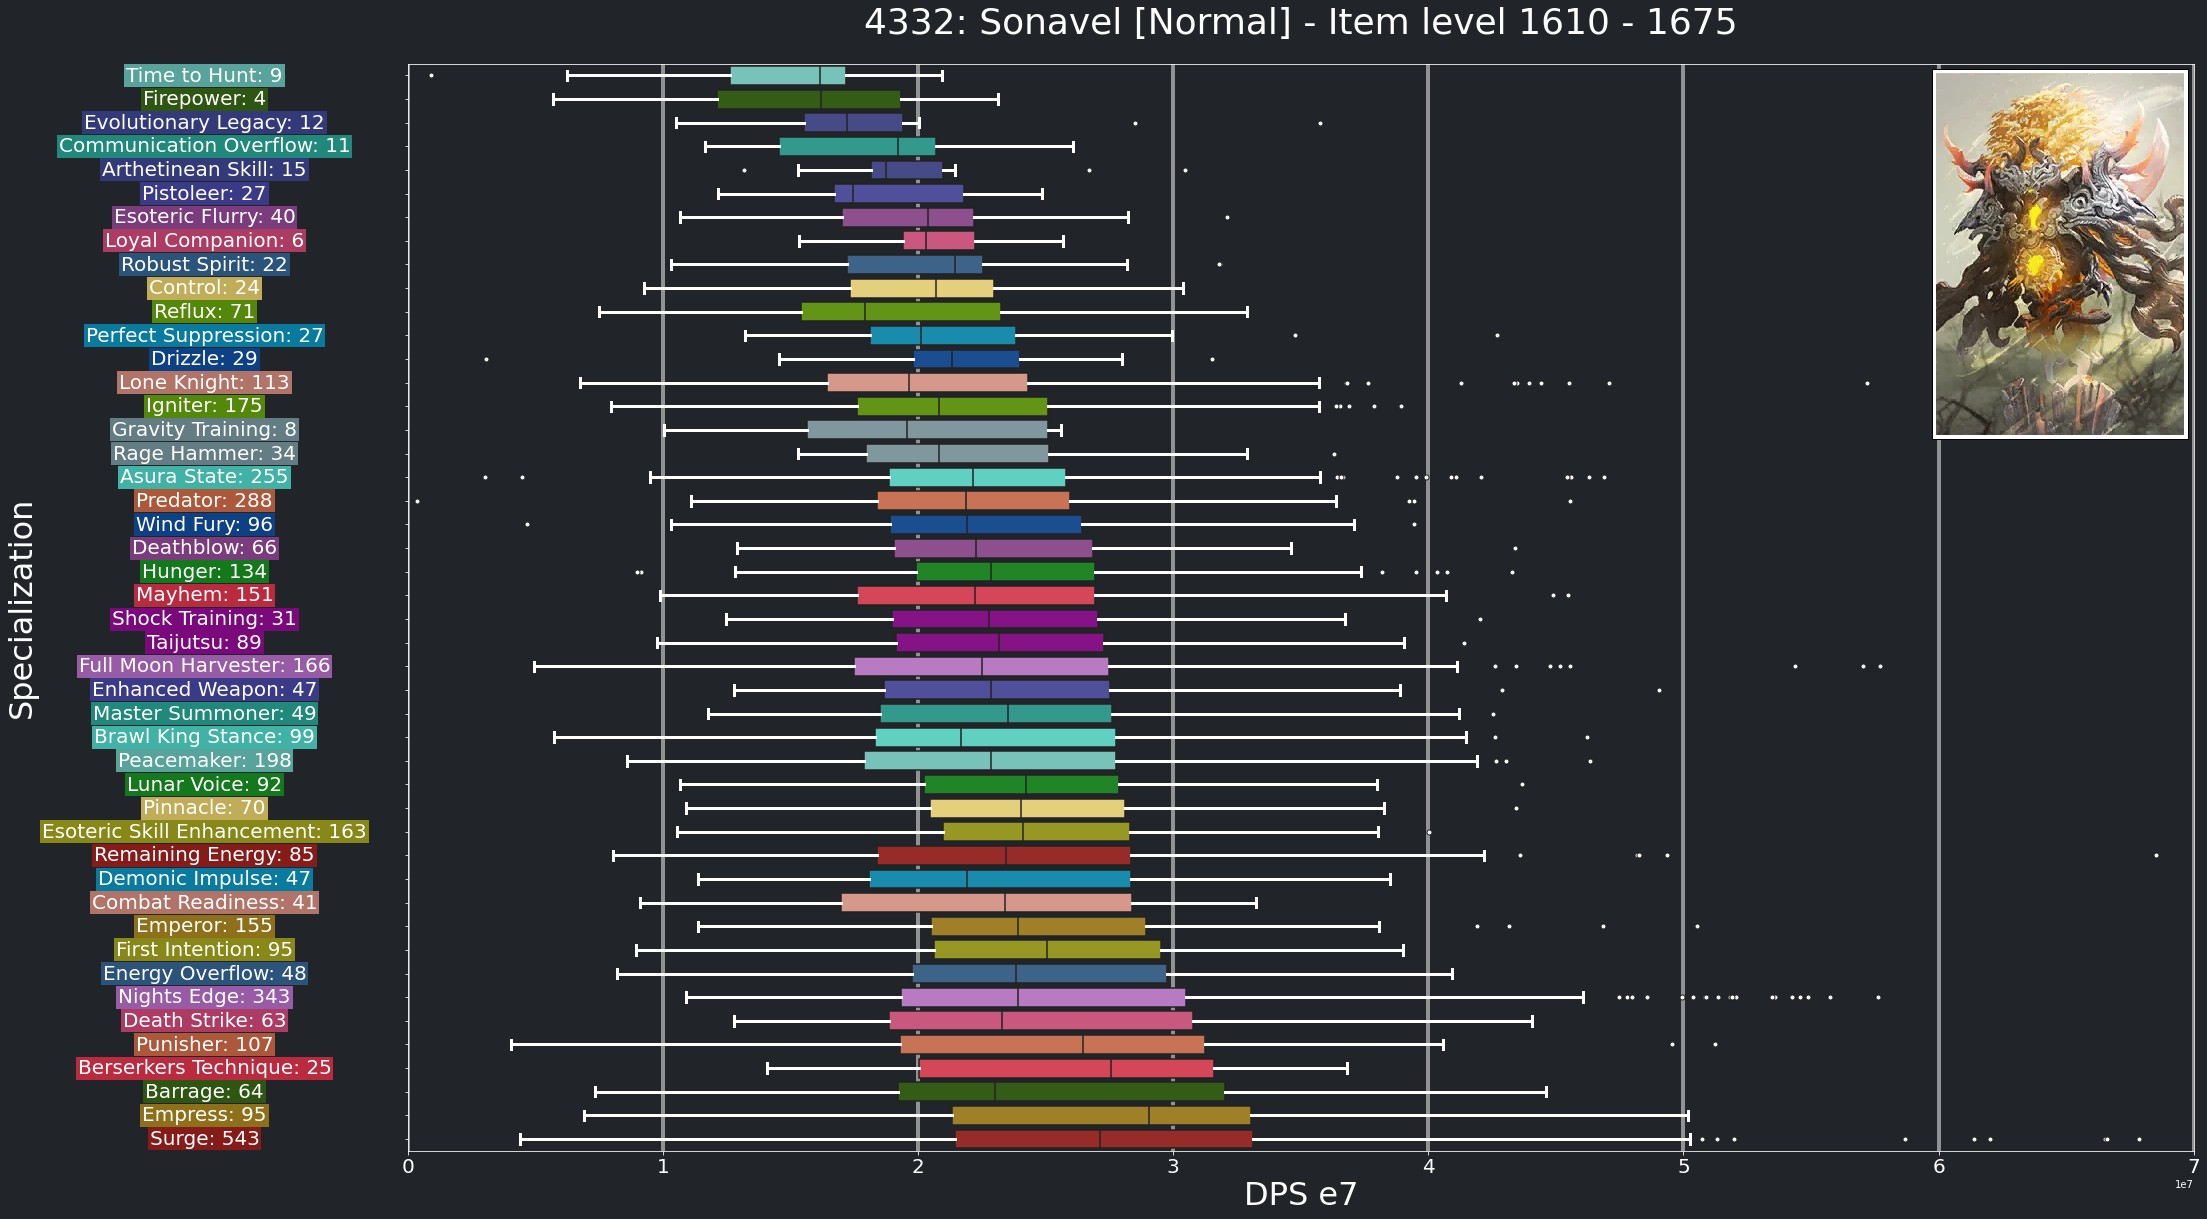 4332: Sonavel [Normal] - Item level 1610 - 1675
Time to Hunt: 9
Firepower: 4
Evolutionary Legacy: 12
Communication Overflow: 11
Arthetinean Skill: 15
Pistoleer: 27
Esoteric Flurry: 40
Loyal Companion: 6
Robust Spirit: 22
Control: 24
Reflux: 71
Perfect Suppression: 27
Drizzle: 29
Lone Knight: 113
Igniter: 175
Gravity Training: 8
Rage Hammer: 34
Asura State: 255
Predator: 288
Wind Fury: 96
Deathblow: 66
Hunger: 134
Mayhem: 151
Shock Training: 31
Taijutsu: 89
Full Moon Harvester: 166
Enhanced Weapon: 47
Master Summoner: 49
Brawl King Stance: 99
Peacemaker: 198
Lunar Voice: 92
Pinnacle: 70
Esoteric Skill Enhancement: 163
Remaining Energy: 85
Demonic Impulse: 47
Combat Readiness: 41
Emperor: 155
First Intention: 95
Energy Overflow: 48
Nights Edge: 343
Death Strike: 63
Punisher: 107
Berserkers Technique: 25
Barrage: 64
Empress: 95
Surge: 543
Specialization
0 1 2 3 4 5 6 7
1e7
DPS e7